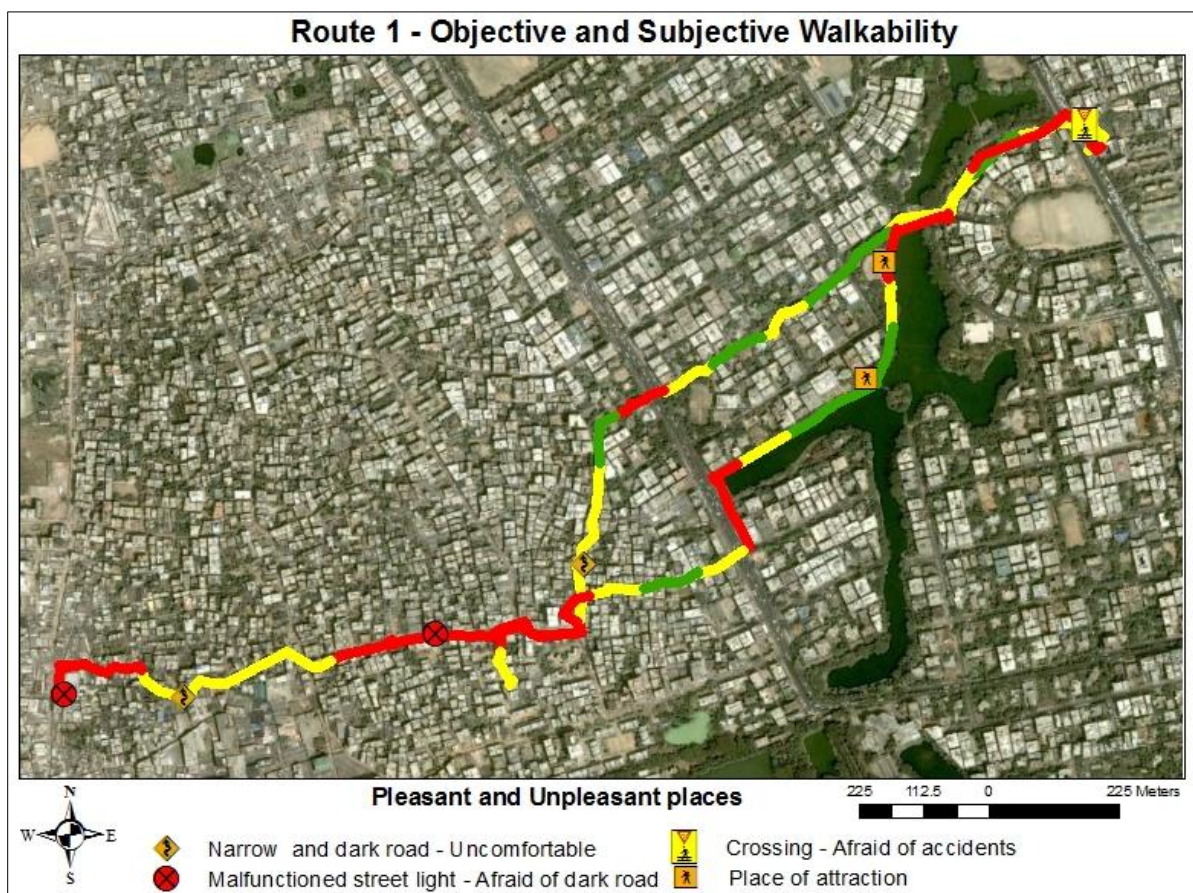 Route 1 - Objective and Subjective Walkability
Pleasant and Unpleasant places
225 112.5 0 225 Meters
N
W E
S
Narrow and dark road - Uncomfortable
Crossing - Afraid of accidents
Malfunctioned street light - Afraid of dark road
Place of attraction